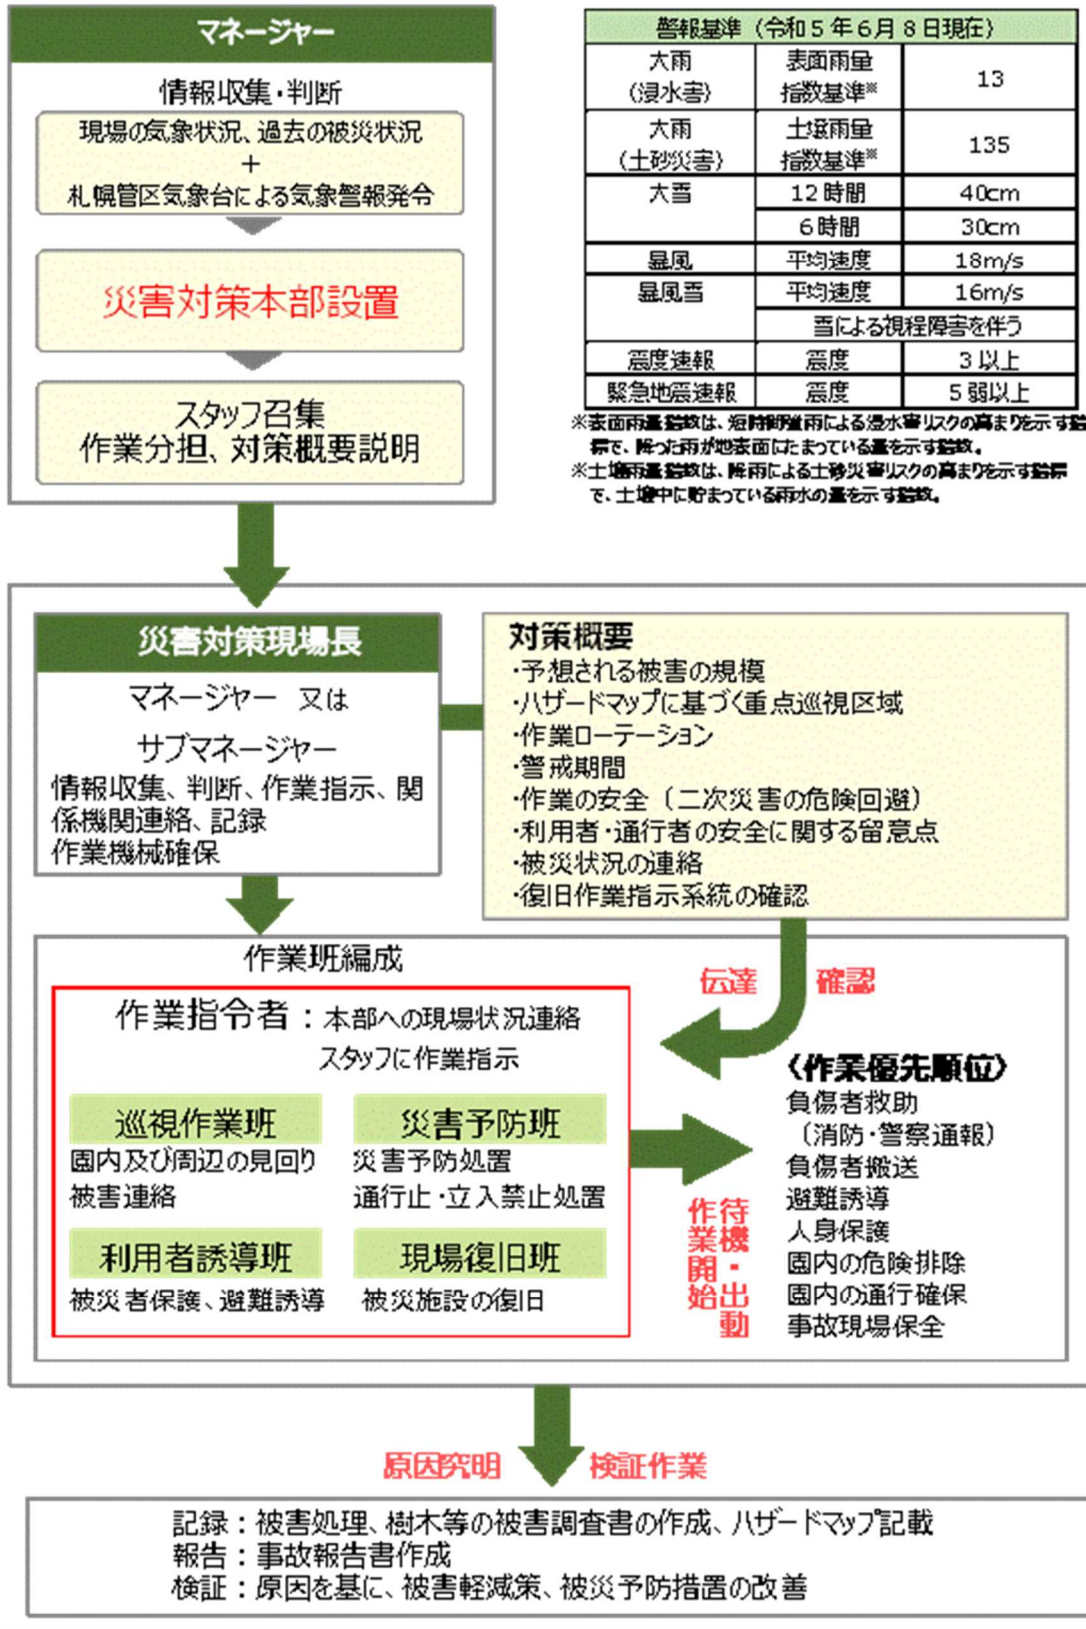 マネージャー
情報収集・判断
現場の気象状況、過去の被災状況
＋
札幌管区気象台による気象警報発令
災害対策本部設置
スタッフ召集
作業分担、対策概要説明
警報基準（令和５年６月８日現在）
大雨 表面雨量 13
（浸水害） 指数基準※
大雨 土壌雨量 135
（土砂災害） 指数基準※
大雪 12時間 40cm
6時間 30cm
暴風 平均速度 18m/s
暴風雪 平均速度 16m/s
雪による視程障害を伴う
震度速報 震度 3以上
緊急地震速報 震度 5弱以上
※表面雨量指数は、短時間強雨による浸水害リスクの高まりを示す指
標で、降った雨が地表面にたまっている量を示す指数。
※土壌雨量指数は、降雨による土砂災害リスクの高まりを示す指標
で、土壌中に貯まっている雨水の量を示す指数。
災害対策現場長
マネージャー 又は
サブマネージャー
情報収集、判断、作業指示、関
係機関連絡、記録
作業機械確保
対策概要
・予想される被害の規模
・ハザードマップに基づく重点巡視区域
・作業ローテーション
・警戒期間
・作業の安全（二次災害の危険回避）
・利用者・通行者の安全に関する留意点
・被災状況の連絡
・復旧作業指示系統の確認
作業班編成
伝達 確認
作業指令者：本部への現場状況連絡
スタッフに作業指示
巡視作業班
園内及び周辺の見回り
被害連絡
災害予防班
災害予防処置
通行止・立入禁止処置
利用者誘導班
被災者保護、避難誘導
現場復旧班
被災施設の復旧
待機・出動
作業開始
〈作業優先順位〉
負傷者救助
（消防・警察通報）
負傷者搬送
避難誘導
人身保護
園内の危険排除
園内の通行確保
事故現場保全
原因究明 検証作業
記録：被害処理、樹木等の被害調査書の作成、ハザードマップ記載
報告：事故報告書作成
検証：原因を基に、被害軽減策、被災予防措置の改善